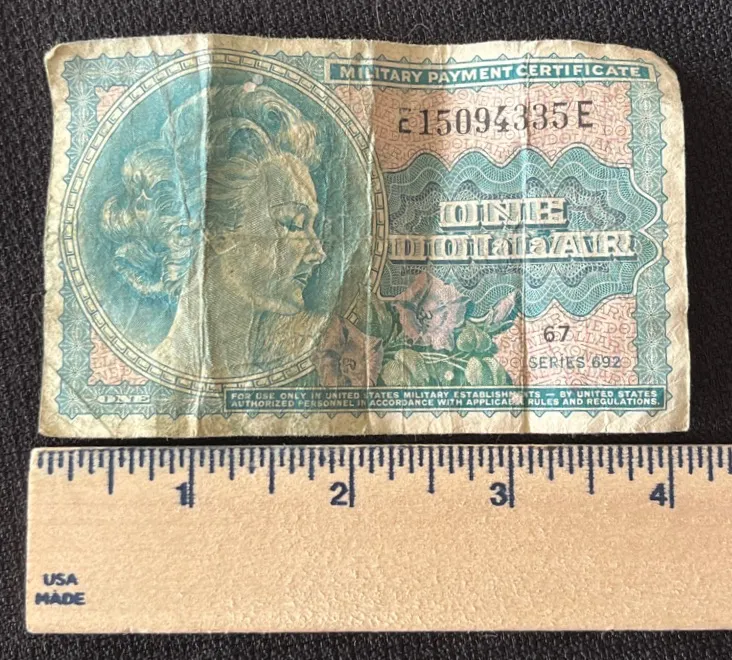 MILITARY PAYMENT CERTIFICATE
E15094335E
ONE
DOLLAR
67
SERIES 692
ONE
FOR USE ONLY IN UNITED STATES MILITARY ESTABLISHMENTS — BY UNITED STATES
AUTHORIZED PERSONNEL IN ACCORDANCE WITH APPLICABLE RULES AND REGULATIONS.
1 2 3 4
USA
MADE